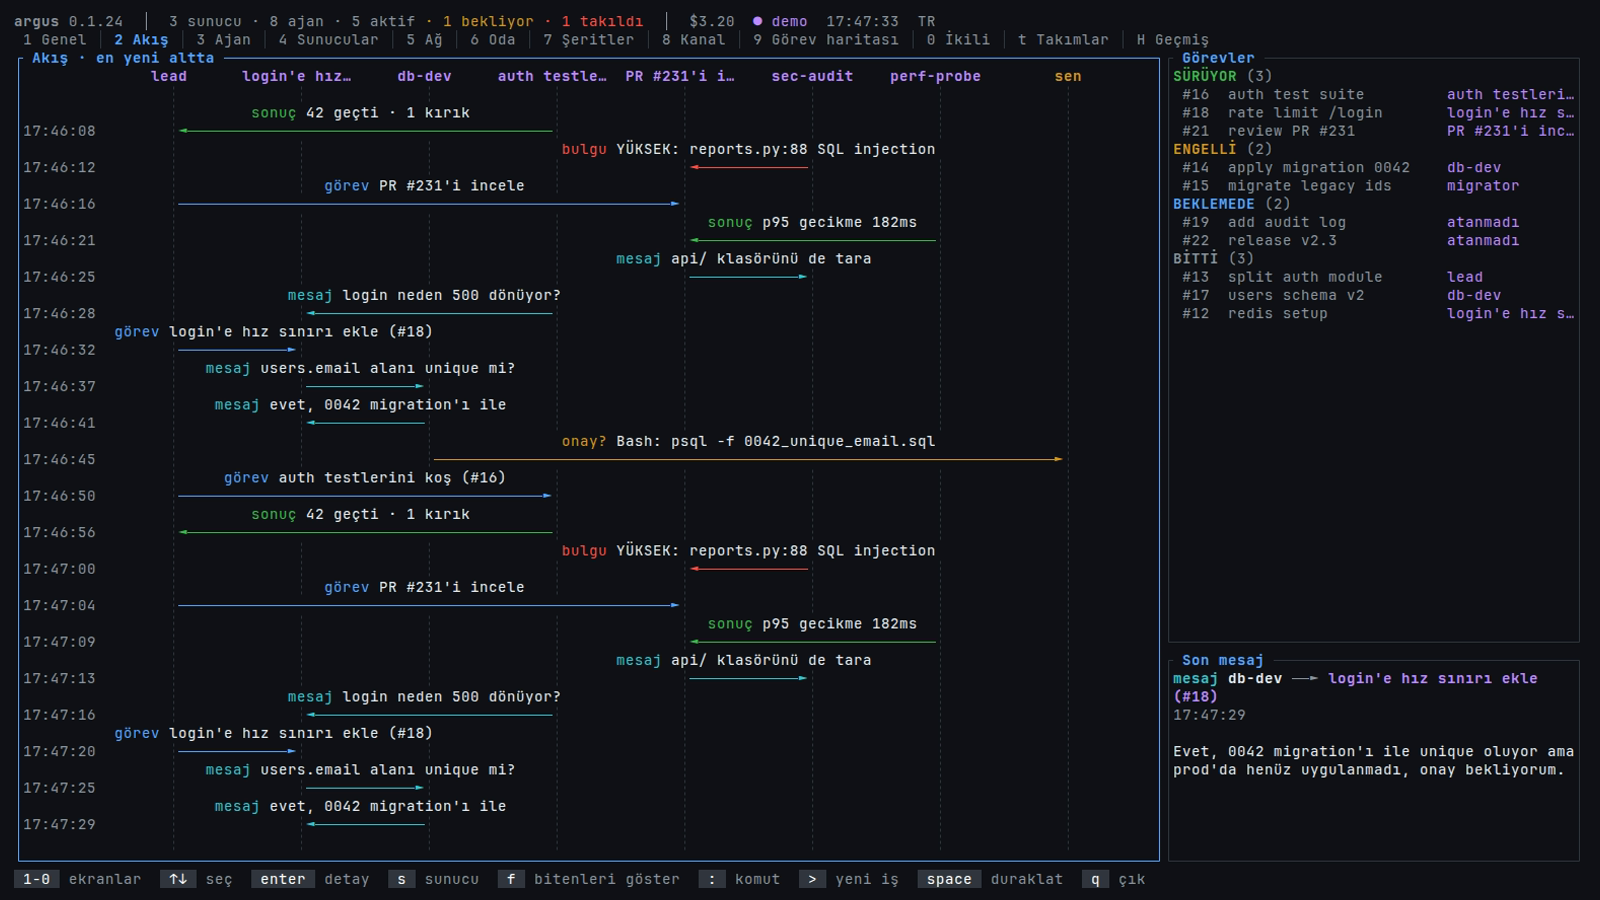 argus 0.1.24 │ 3 sunucu · 8 ajan · 5 aktif · 1 bekliyor · 1 takıldı │ $3.20 ● demo 17:47:33 TR
1 Genel │ 2 Akış │ 3 Ajan │ 4 Sunucular │ 5 Ağ │ 6 Oda │ 7 Şeritler │ 8 Kanal │ 9 Görev haritası │ 0 İkili │ t Takımlar │ H Geçmiş
Akış · en yeni altta
lead login'e hız… db-dev auth testle… PR #231'i i… sec-audit perf-probe sen
sonuç 42 geçti · 1 kırık
17:46:08
bulgu YÜKSEK: reports.py:88 SQL injection
17:46:12
görev PR #231'i incele
17:46:16
sonuç p95 gecikme 182ms
17:46:21
mesaj api/ klasörünü de tara
17:46:25
mesaj login neden 500 dönüyor?
17:46:28
görev login'e hız sınırı ekle (#18)
17:46:32
mesaj users.email alanı unique mi?
17:46:37
mesaj evet, 0042 migration'ı ile
17:46:41
onay? Bash: psql -f 0042_unique_email.sql
17:46:45
görev auth testlerini koş (#16)
17:46:50
sonuç 42 geçti · 1 kırık
17:46:56
bulgu YÜKSEK: reports.py:88 SQL injection
17:47:00
görev PR #231'i incele
17:47:04
sonuç p95 gecikme 182ms
17:47:09
mesaj api/ klasörünü de tara
17:47:13
mesaj login neden 500 dönüyor?
17:47:16
görev login'e hız sınırı ekle (#18)
17:47:20
mesaj users.email alanı unique mi?
17:47:25
mesaj evet, 0042 migration'ı ile
17:47:29
Görevler
SÜRÜYOR (3)
#16 auth test suite auth testleri…
#18 rate limit /login login'e hız s…
#21 review PR #231 PR #231'i inc…
ENGELLİ (2)
#14 apply migration 0042 db-dev
#15 migrate legacy ids migrator
BEKLEMEDE (2)
#19 add audit log atanmadı
#22 release v2.3 atanmadı
BİTTİ (3)
#13 split auth module lead
#17 users schema v2 db-dev
#12 redis setup login'e hız s…
Son mesaj
mesaj db-dev ──► login'e hız sınırı ekle
(#18)
17:47:29
Evet, 0042 migration'ı ile unique oluyor ama
prod'da henüz uygulanmadı, onay bekliyorum.
1-0 ekranlar ↑↓ seç enter detay s sunucu f bitenleri göster : komut > yeni iş space duraklat q çık